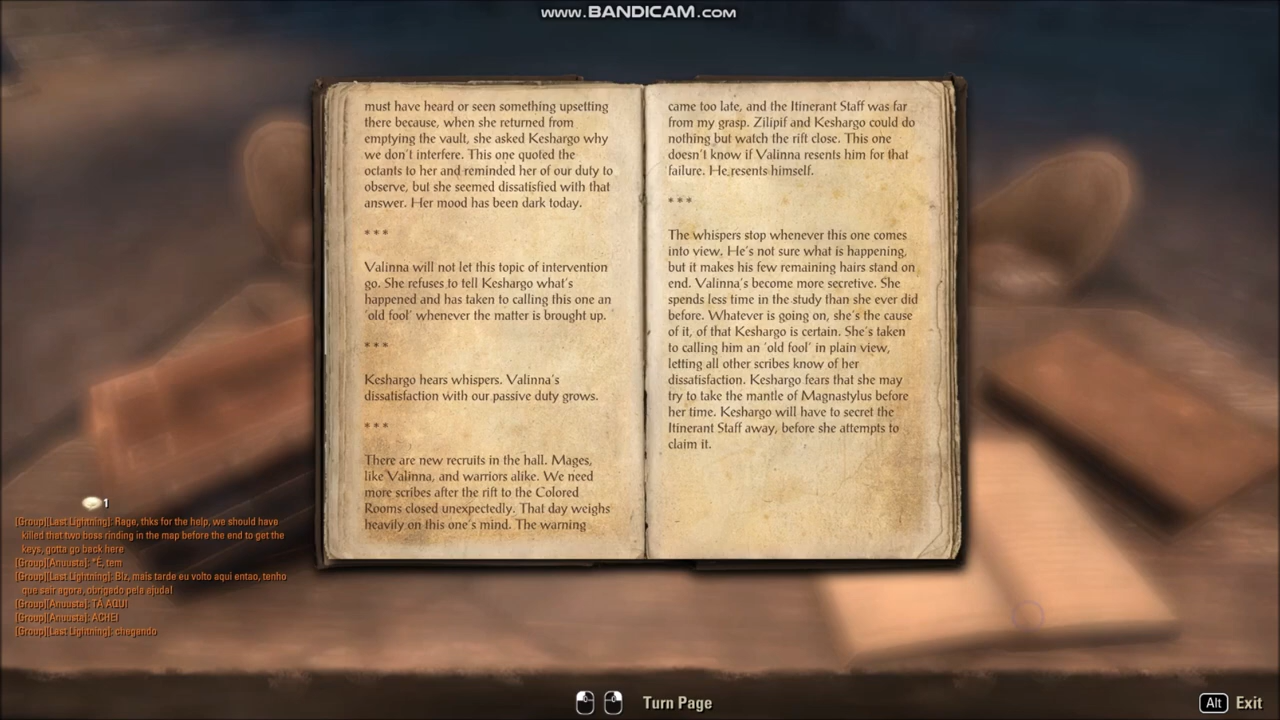 www.BANDICAM.com
must have heard or seen something upsetting
there because, when she returned from
emptying the vault, she asked Keshargo why
we don't interfere. This one quoted the
octants to her and reminded her of our duty to
observe, but she seemed dissatisfied with that
answer. Her mood has been dark today.
* * *
Valinna will not let this topic of intervention
go. She refuses to tell Keshargo what's
happened and has taken to calling this one an
'old fool' whenever the matter is brought up.
* * *
Keshargo hears whispers. Valinna's
dissatisfaction with our passive duty grows.
* * *
There are new recruits in the hall. Mages,
like Valinna, and warriors alike. We need
more scribes after the rift to the Colored
Rooms closed unexpectedly. That day weighs
heavily on this one's mind. The warning
came too late, and the Itinerant Staff was far
from my grasp. Zilipif and Keshargo could do
nothing but watch the rift close. This one
doesn't know if Valinna resents him for that
failure. He resents himself.
* * *
The whispers stop whenever this one comes
into view. He's not sure what is happening,
but it makes his few remaining hairs stand on
end. Valinna's become more secretive. She
spends less time in the study than she ever did
before. Whatever is going on, she's the cause
of it, of that Keshargo is certain. She's taken
to calling him an 'old fool' in plain view,
letting all other scribes know of her
dissatisfaction. Keshargo fears that she may
try to take the mantle of Magnastylus before
her time. Keshargo will have to secret the
Itinerant Staff away, before she attempts to
claim it.
1
[Group][Last Lightning]: Rage, thks for the help, we should have
killed that two boss rinding in the map before the end to get the
keys, gotta go back here
[Group][Anuusta]: "É, tem
[Group][Last Lightning]: Blz, mais tarde eu volto aqui entao, tenho
que sair agora, obrigado pela ajuda!
[Group][Anuusta]: TÁ AQUI
[Group][Anuusta]: ACHEI
[Group][Last Lightning]: chegando
Turn Page
Alt Exit